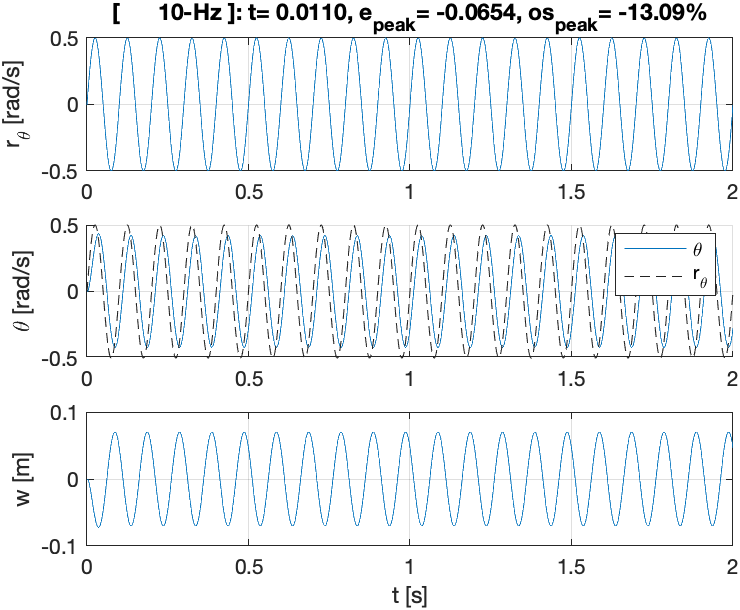 [ 10-Hz ]: t= 0.0110, e_peak= -0.0654, os_peak= -13.09%
0.5
0
-0.5
r_θ [rad/s]
0 0.5 1 1.5 2
0.5
0
-0.5
θ [rad/s]
θ
r_θ
0 0.5 1 1.5 2
0.1
0
-0.1
w [m]
0 0.5 1 1.5 2
t [s]